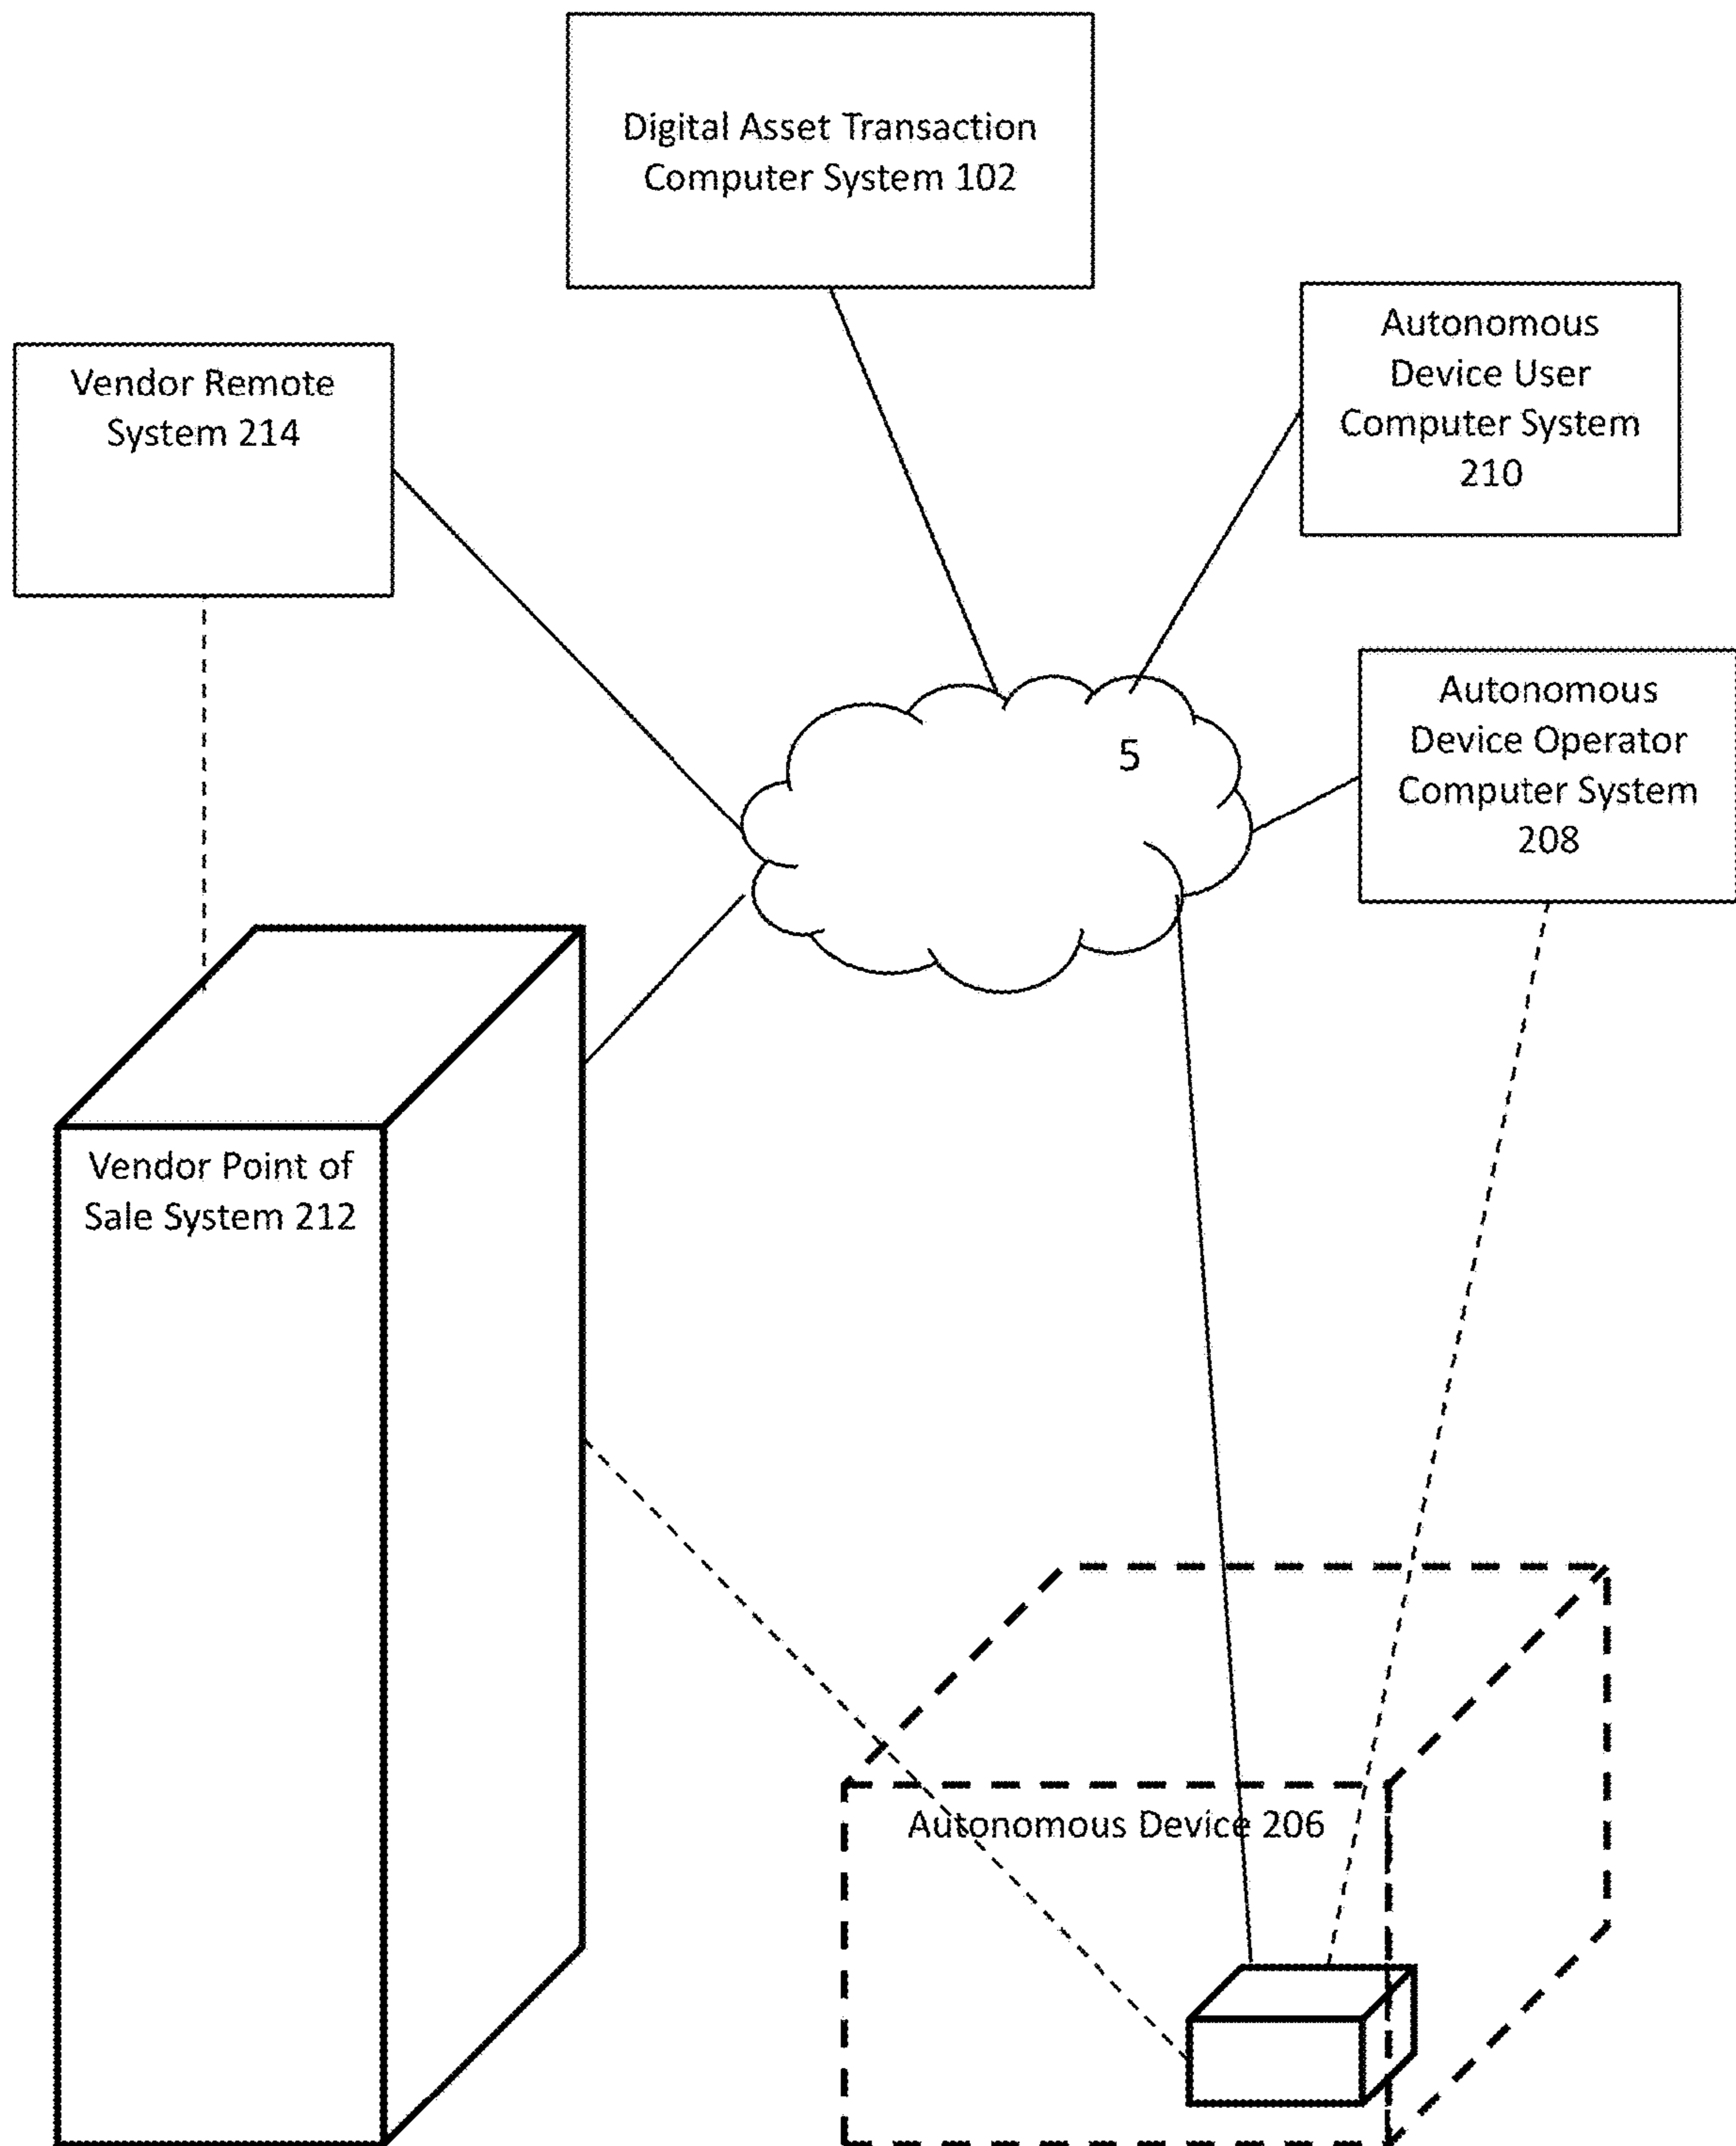 Digital Asset Transaction
Computer System 102
Autonomous
Device User
Computer System
210
Vendor Remote
System 214
Autonomous
Device Operator
Computer System
208
5
Vendor Point of
Sale System 212
Autonomous Device 206